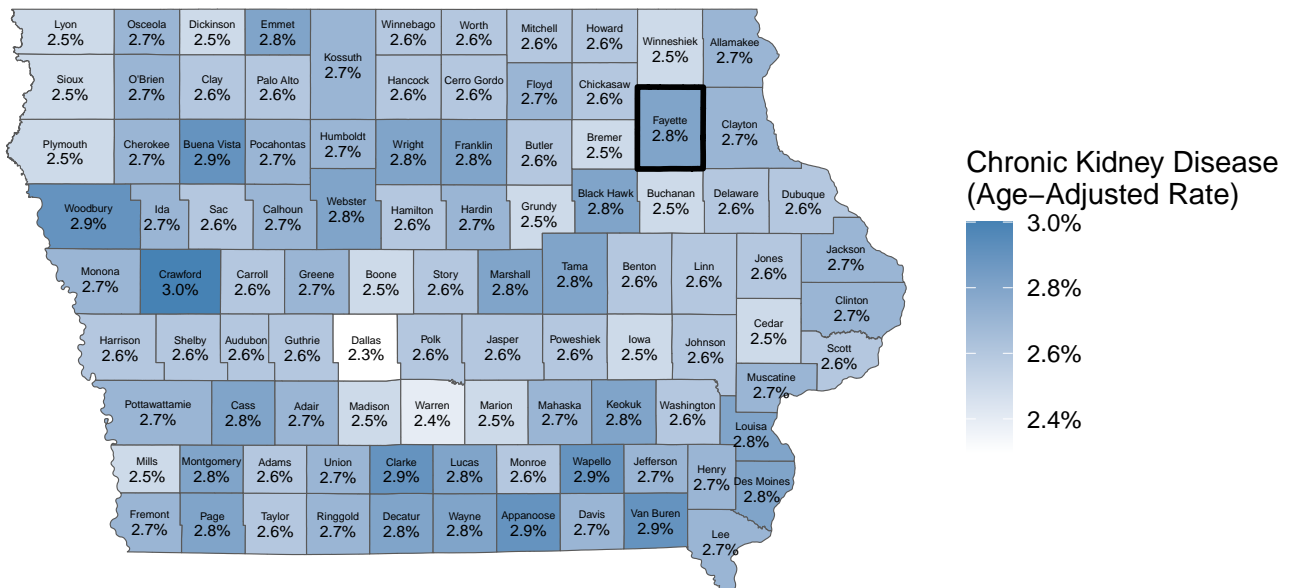 Lyon
2.5%
Osceola
2.7%
Dickinson
2.5%
Emmet
2.8%
Kossuth
2.7%
Winnebago
2.6%
Worth
2.6%
Mitchell
2.6%
Howard
2.6%
Winneshiek
2.5%
Allamakee
2.7%
Sioux
2.5%
O'Brien
2.7%
Clay
2.6%
Palo Alto
2.6%
Hancock
2.6%
Cerro Gordo
2.6%
Floyd
2.7%
Chickasaw
2.6%
Fayette
2.8%
Clayton
2.7%
Plymouth
2.5%
Cherokee
2.7%
Buena Vista
2.9%
Pocahontas
2.7%
Humboldt
2.7%
Wright
2.8%
Franklin
2.8%
Butler
2.6%
Bremer
2.5%
Woodbury
2.9%
Ida
2.7%
Sac
2.6%
Calhoun
2.7%
Webster
2.8%
Hamilton
2.6%
Hardin
2.7%
Grundy
2.5%
Black Hawk
2.8%
Buchanan
2.5%
Delaware
2.6%
Dubuque
2.6%
Monona
2.7%
Crawford
3.0%
Carroll
2.6%
Greene
2.7%
Boone
2.5%
Story
2.6%
Marshall
2.8%
Tama
2.8%
Benton
2.6%
Linn
2.6%
Jones
2.6%
Jackson
2.7%
Clinton
2.7%
Harrison
2.6%
Shelby
2.6%
Audubon
2.6%
Guthrie
2.6%
Dallas
2.3%
Polk
2.6%
Jasper
2.6%
Poweshiek
2.6%
Iowa
2.5%
Johnson
2.6%
Cedar
2.5%
Scott
2.6%
Muscatine
2.7%
Pottawattamie
2.7%
Cass
2.8%
Adair
2.7%
Madison
2.5%
Warren
2.4%
Marion
2.5%
Mahaska
2.7%
Keokuk
2.8%
Washington
2.6%
Louisa
2.8%
Mills
2.5%
Montgomery
2.8%
Adams
2.6%
Union
2.7%
Clarke
2.9%
Lucas
2.8%
Monroe
2.6%
Wapello
2.9%
Jefferson
2.7%
Henry
2.7%
Des Moines
2.8%
Fremont
2.7%
Page
2.8%
Taylor
2.6%
Ringgold
2.7%
Decatur
2.8%
Wayne
2.8%
Appanoose
2.9%
Davis
2.7%
Van Buren
2.9%
Lee
2.7%
Chronic Kidney Disease
(Age−Adjusted Rate)
3.0%
2.8%
2.6%
2.4%